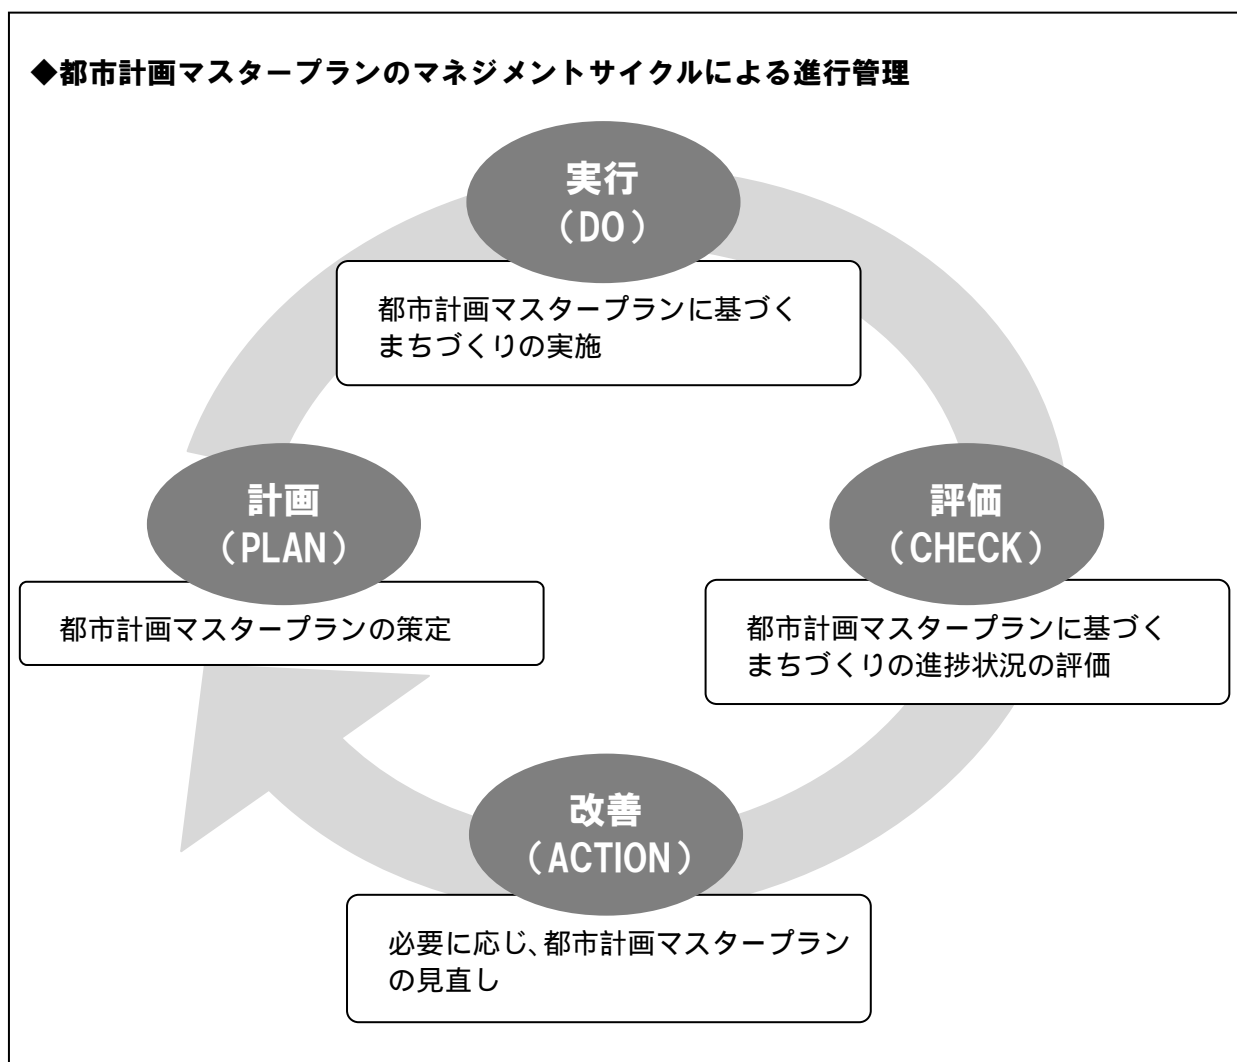 ◆都市計画マスタープランのマネジメントサイクルによる進行管理
実行
（DO）
都市計画マスタープランに基づく
まちづくりの実施
計画
（PLAN）
都市計画マスタープランの策定
評価
（CHECK）
都市計画マスタープランに基づく
まちづくりの進捗状況の評価
改善
（ACTION）
必要に応じ、都市計画マスタープラン
の見直し